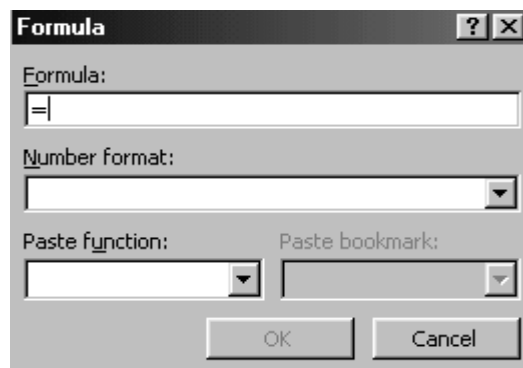 Formula
Formula:
=
Number format:
Paste function: Paste bookmark:
OK Cancel